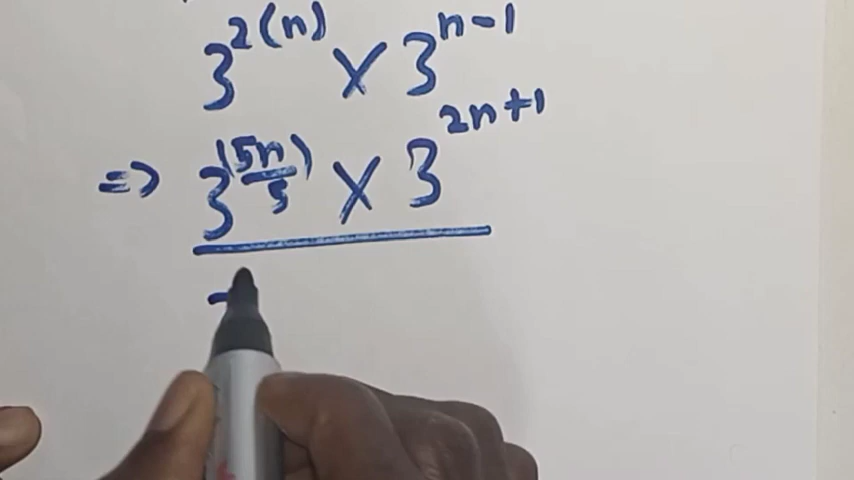 3^{2(n)} × 3^{n-1}
⇒ 3^{(5n/5)} × 3^{2n+1}